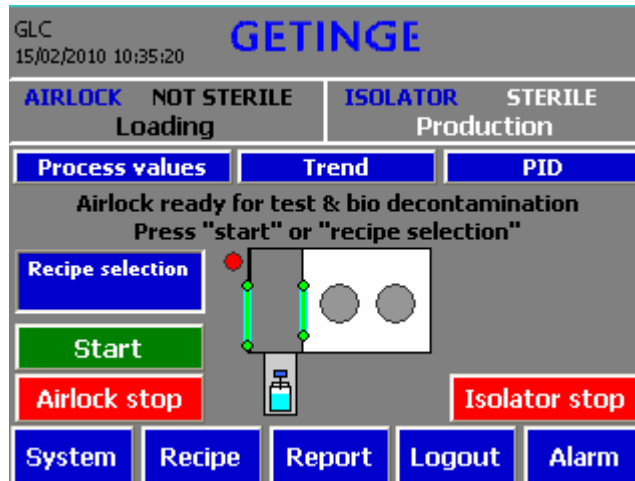 GLC
15/02/2010 10:35:20
GETINGE
AIRLOCK NOT STERILE
Loading
ISOLATOR STERILE
Production
Process values
Trend
PID
Airlock ready for test & bio decontamination
Press "start" or "recipe selection"
Recipe selection
Start
Airlock stop
Isolator stop
System
Recipe
Report
Logout
Alarm